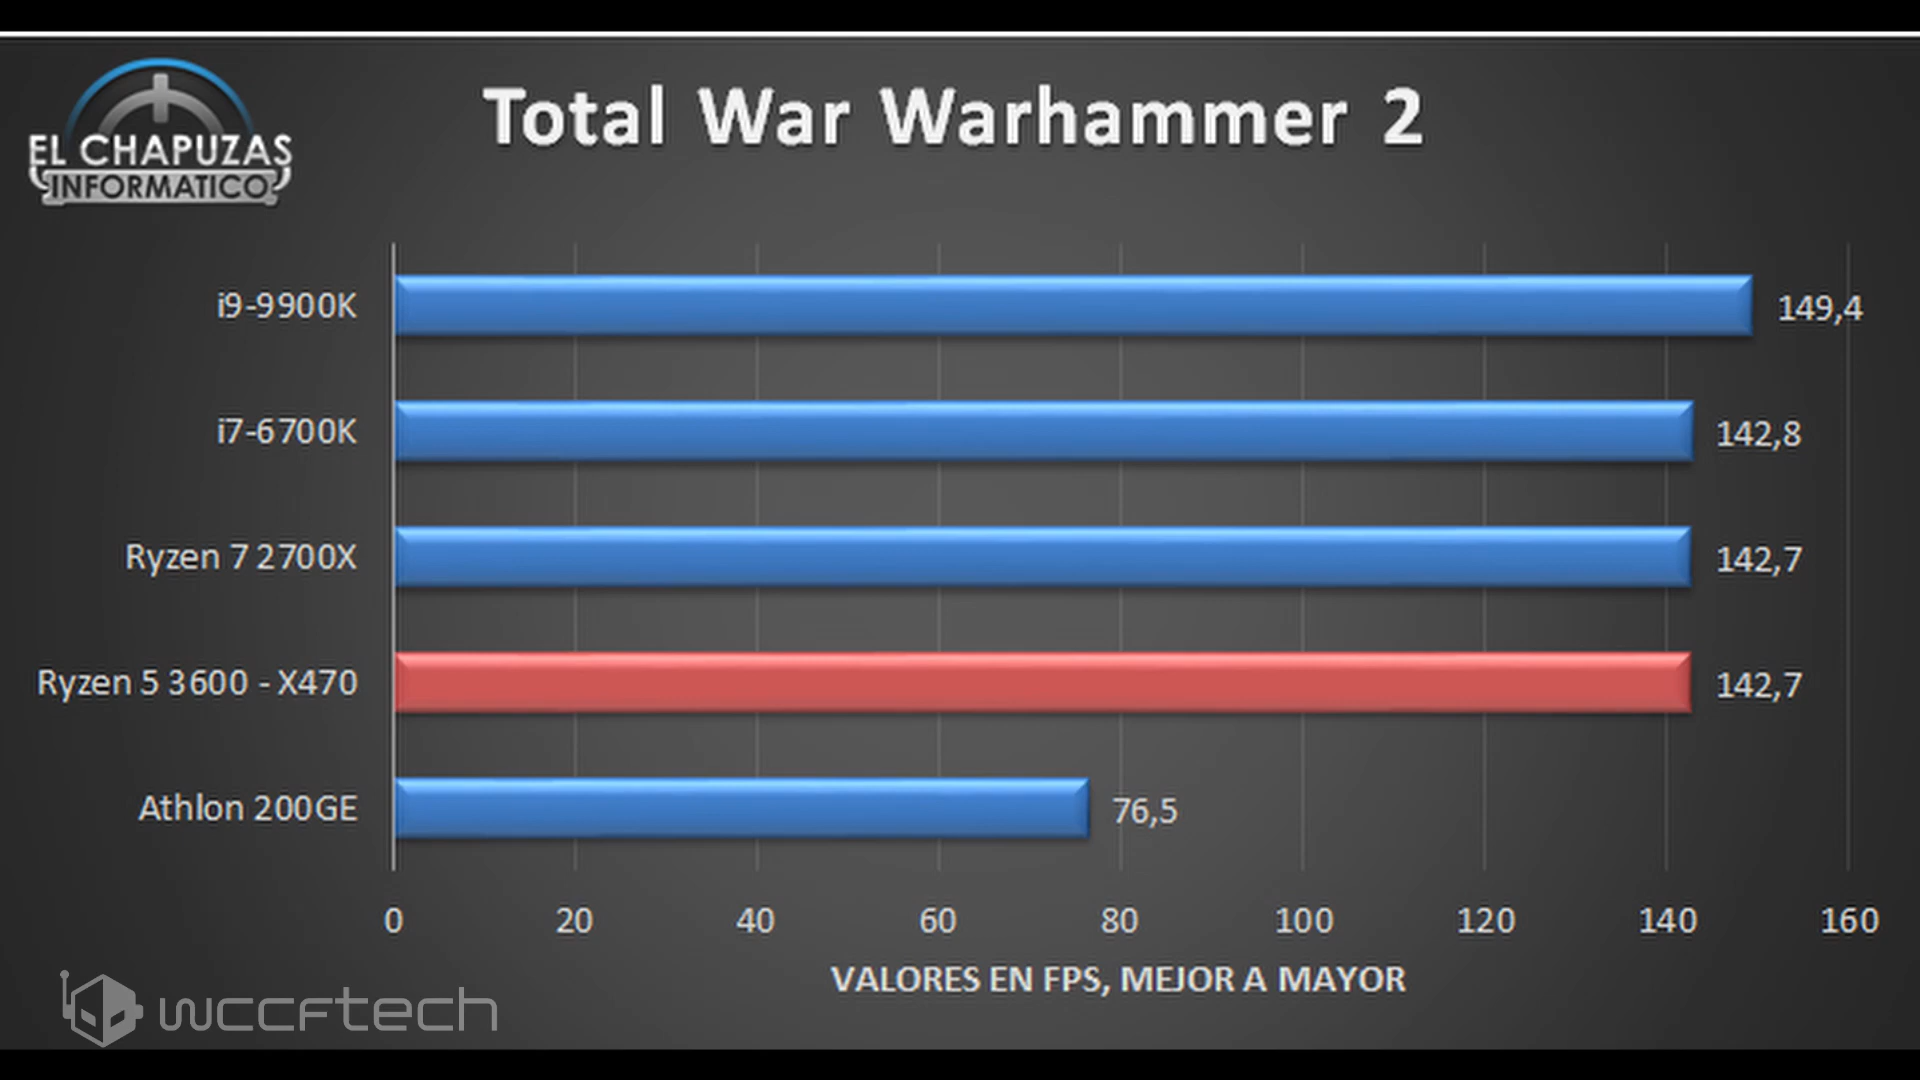 EL CHAPUZAS
INFORMATICO
Total War Warhammer 2
i9-9900K
149,4
i7-6700K
142,8
Ryzen 7 2700X
142,7
Ryzen 5 3600 - X470
142,7
Athlon 200GE
76,5
0 20 40 60 80 100 120 140 160
VALORES EN FPS, MEJOR A MAYOR
wccftech